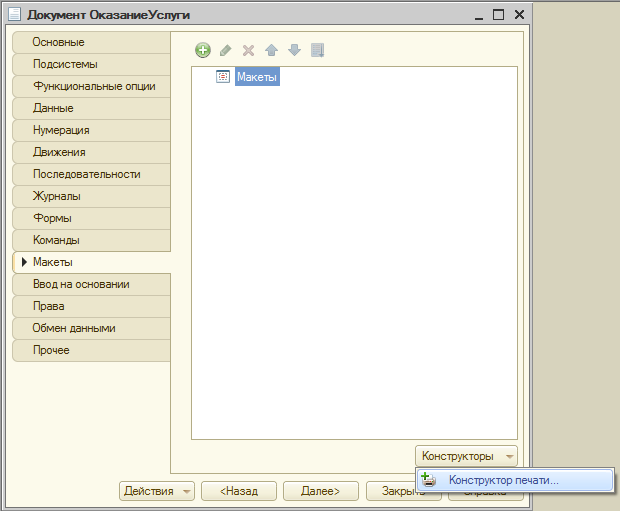 Документ ОказаниеУслуги
Основные
Подсистемы
Функциональные опции
Данные
Нумерация
Движения
Последовательности
Журналы
Формы
Команды
Макеты
Ввод на основании
Права
Обмен данными
Прочее
Макеты
Конструкторы
Конструктор печати...
Действия
<Назад
Далее>
Закрыть